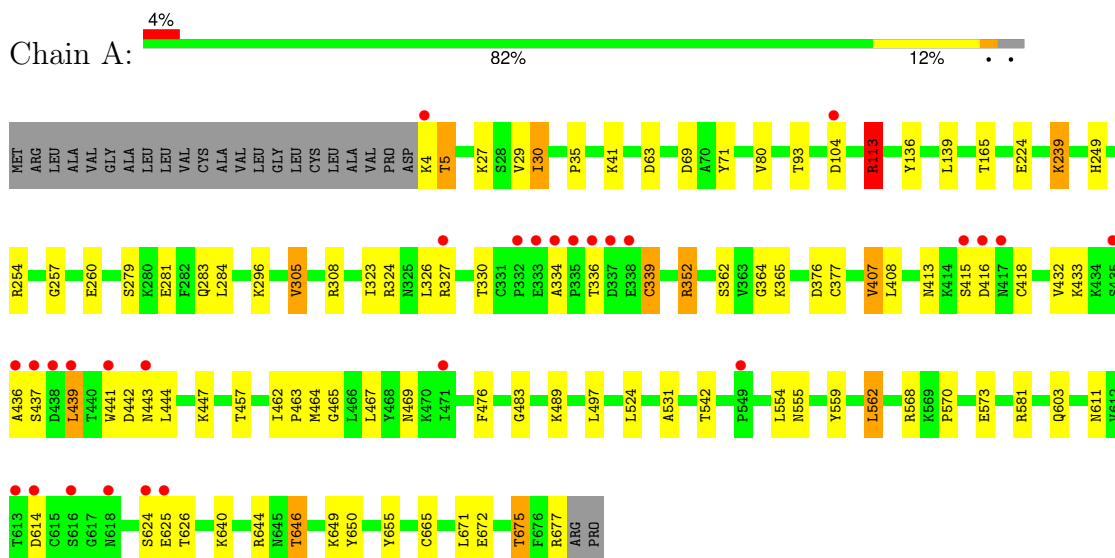 4%
Chain A:
82% 12% • •
MET ARG LEU ALA VAL GLY ALA LEU LEU VAL CYS ALA VAL LEU GLY LEU CYS LEU ALA VAL PRO ASP K4 T5 K27 S28 V29 I30 P35 K41 D63 D69 A70 Y71 V80 T93 D104 R113 Y136 L139 T165 E224 K239 H249
R254 G257 E260 S279 K280 E281 F282 Q283 L284 K296 V305 R308 I323 R324 N325 L326 R327 T330 C331 P332 E333 A334 P335 T336 D337 E338 C339 R352 S362 V363 G364 K365 D376 C377 V407 L408 N413 K414 S415 D416 N417 C418 V432 K433 K434 S435
A436 S437 D438 L439 T440 W441 D442 N443 L444 K447 T457 I462 P463 M464 G465 L466 L467 Y468 N469 K470 I471 F476 G483 K489 L497 L524 A531 T542 P549 L554 N555 Y559 L562 R568 K569 P570 E573 R581 Q603 N611 V612
T613 D614 C615 S616 G617 N618 S624 E625 T626 K640 R644 N645 T646 K649 Y650 Y655 C665 L671 E672 T675 F676 R677 ARG PRO